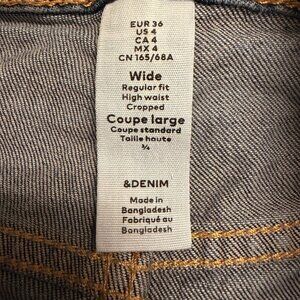 EUR 36
US 4
CA 4
MX 4
CN 165/68A
Wide
Regular fit
High waist
Cropped
Coupe large
Coupe standard
Taille haute
¾
&DENIM
Made in
Bangladesh
Fabriqué au
Bangladesh